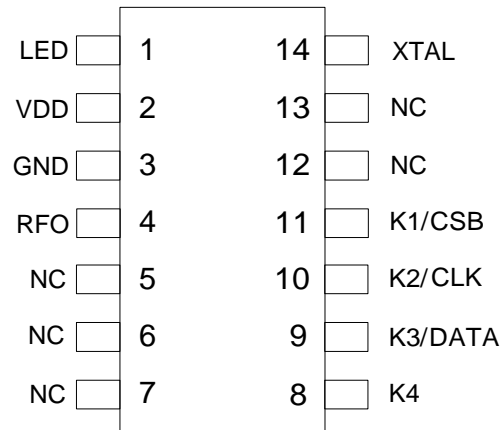 LED 1 14 XTAL
VDD 2 13 NC
GND 3 12 NC
RFO 4 11 K1/CSB
NC 5 10 K2/CLK
NC 6 9 K3/DATA
NC 7 8 K4